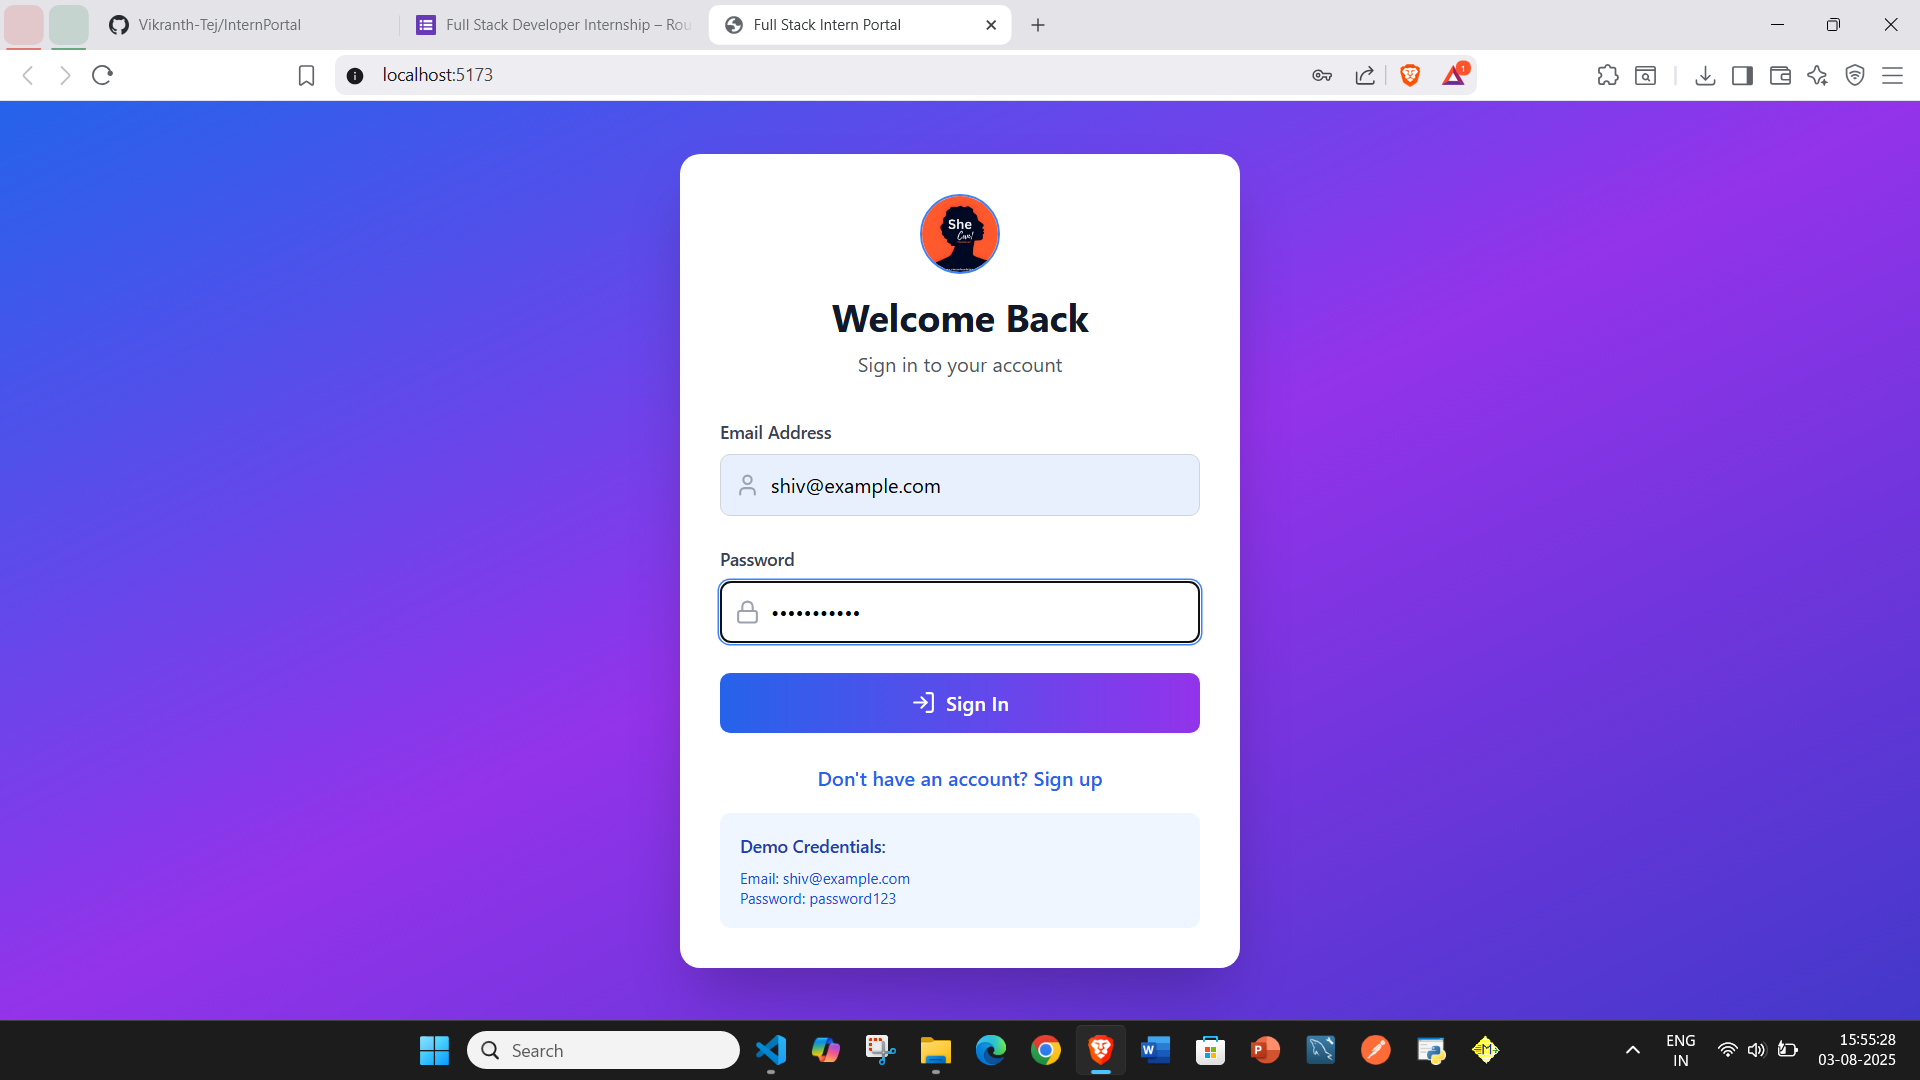 Vikranth-Tej/InternPortal
Full Stack Developer Internship – Rou
Full Stack Intern Portal
localhost:5173
1
She
Can!
Welcome Back
Sign in to your account
Email Address
shiv@example.com
Password
•••••••••••
Sign In
Don't have an account? Sign up
Demo Credentials:
Email: shiv@example.com
Password: password123
Search
ENG
IN
15:55:28
03-08-2025